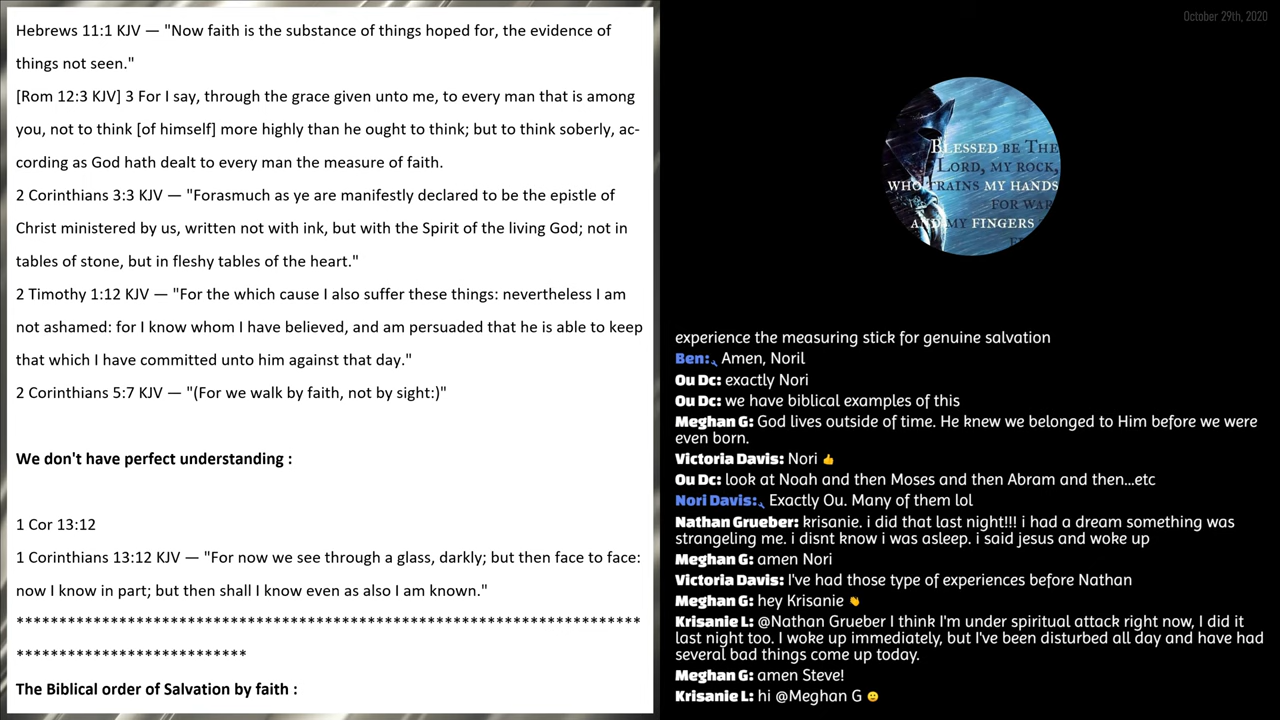 Hebrews 11:1 KJV — "Now faith is the substance of things hoped for, the evidence of
things not seen."
[Rom 12:3 KJV] 3 For I say, through the grace given unto me, to every man that is among
you, not to think [of himself] more highly than he ought to think; but to think soberly, ac-
cording as God hath dealt to every man the measure of faith.
2 Corinthians 3:3 KJV — "Forasmuch as ye are manifestly declared to be the epistle of
Christ ministered by us, written not with ink, but with the Spirit of the living God; not in
tables of stone, but in fleshy tables of the heart."
2 Timothy 1:12 KJV — "For the which cause I also suffer these things: nevertheless I am
not ashamed: for I know whom I have believed, and am persuaded that he is able to keep
that which I have committed unto him against that day."
2 Corinthians 5:7 KJV — "(For we walk by faith, not by sight:)"
We don't have perfect understanding :
1 Cor 13:12
1 Corinthians 13:12 KJV — "For now we see through a glass, darkly; but then face to face:
now I know in part; but then shall I know even as also I am known."
*************************************************************************
***************************
The Biblical order of Salvation by faith :
October 29th, 2020
BLESSED BE THE
LORD, MY ROCK,
WHO TRAINS MY HANDS
FOR WAR
AND MY FINGERS
experience the measuring stick for genuine salvation
Ben: Amen, Noril
Ou Dc: exactly Nori
Ou Dc: we have biblical examples of this
Meghan G: God lives outside of time. He knew we belonged to Him before we were
even born.
Victoria Davis: Nori 👍
Ou Dc: look at Noah and then Moses and then Abram and then...etc
Nori Davis: Exactly Ou. Many of them lol
Nathan Grueber: krisanie. i did that last night!!! i had a dream something was
strangeling me. i disnt know i was asleep. i said jesus and woke up
Meghan G: amen Nori
Victoria Davis: I've had those type of experiences before Nathan
Meghan G: hey Krisanie 👋
Krisanie L: @Nathan Grueber I think I'm under spiritual attack right now, I did it
last night too. I woke up immediately, but I've been disturbed all day and have had
several bad things come up today.
Meghan G: amen Steve!
Krisanie L: hi @Meghan G 🙂